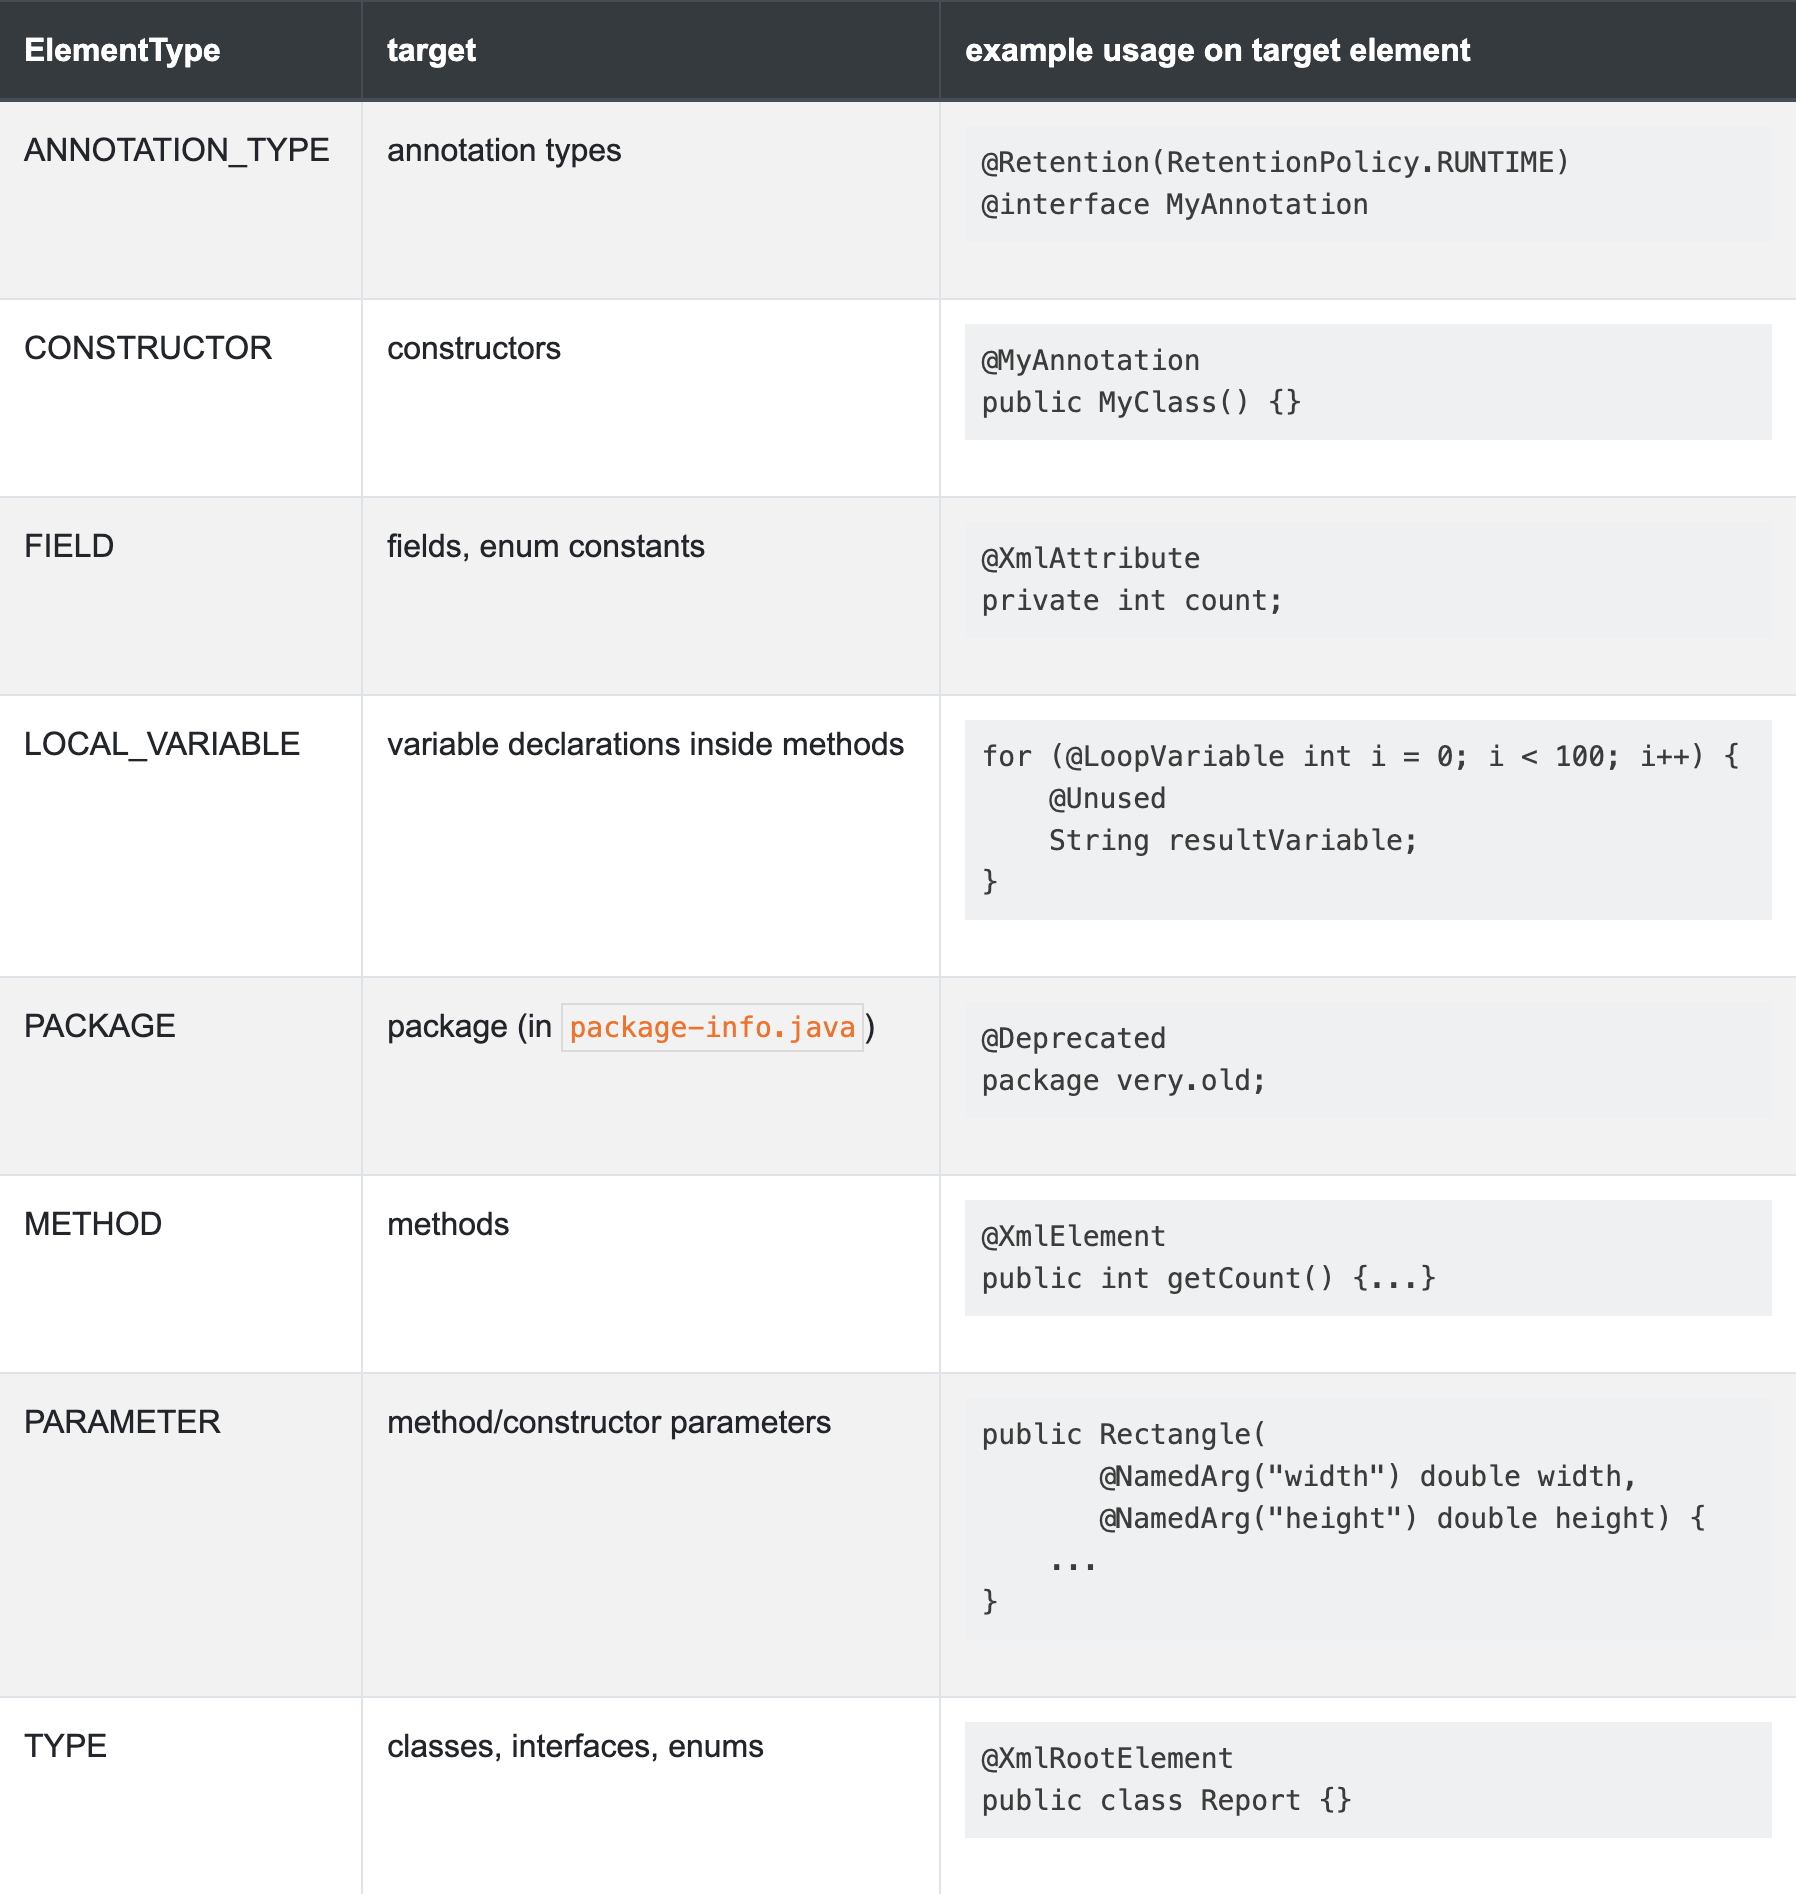 ElementType target example usage on target element
ANNOTATION_TYPE annotation types @Retention(RetentionPolicy.RUNTIME)
@interface MyAnnotation
CONSTRUCTOR constructors @MyAnnotation
public MyClass() {}
FIELD fields, enum constants @XmlAttribute
private int count;
LOCAL_VARIABLE variable declarations inside methods for (@LoopVariable int i = 0; i < 100; i++) {
    @Unused
    String resultVariable;
}
PACKAGE package (in package-info.java) @Deprecated
package very.old;
METHOD methods @XmlElement
public int getCount() {...}
PARAMETER method/constructor parameters public Rectangle(
       @NamedArg("width") double width,
       @NamedArg("height") double height) {
    ...
}
TYPE classes, interfaces, enums @XmlRootElement
public class Report {}